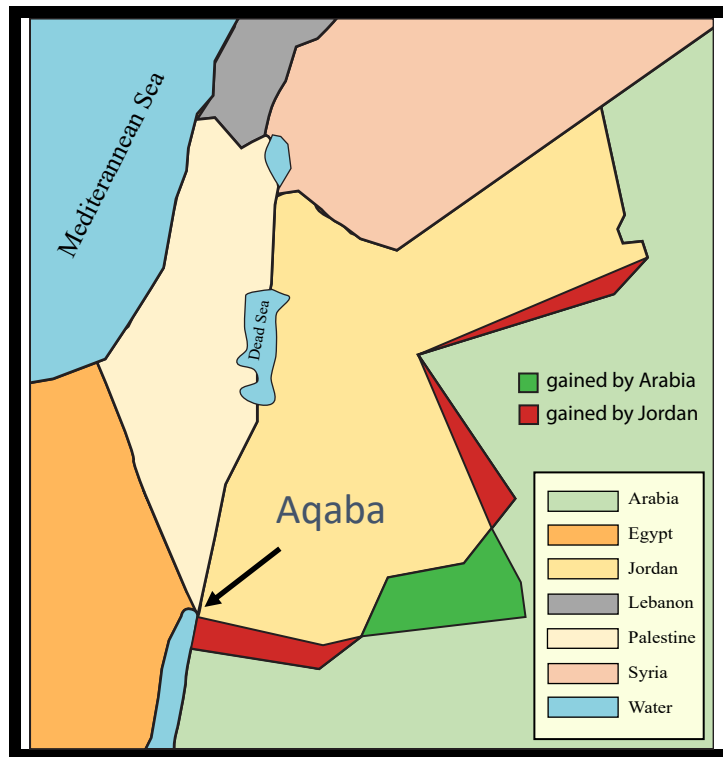 Mediterannean Sea
Dead Sea
gained by Arabia
gained by Jordan
Aqaba
Arabia
Egypt
Jordan
Lebanon
Palestine
Syria
Water